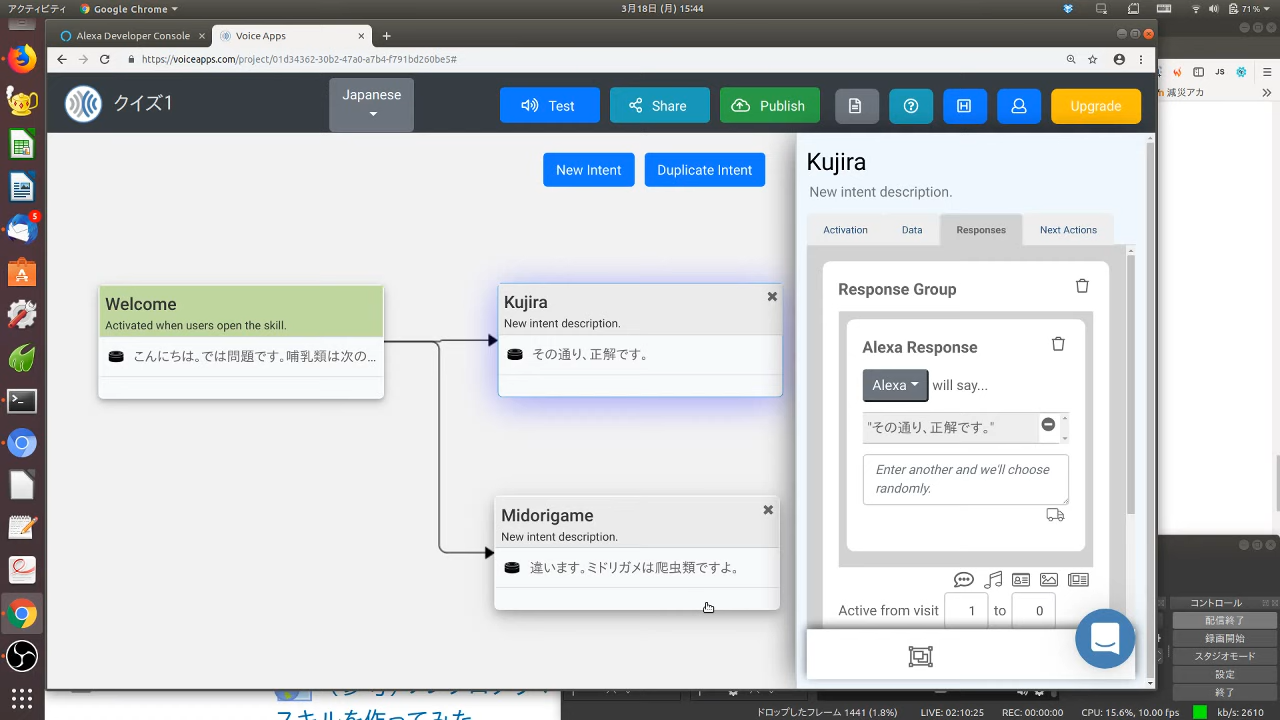 アクティビティ
Google Chrome
3月18日 (月) 15:44
71%
Alexa Developer Console
Voice Apps
https://voiceapps.com/project/01d34362-30b2-47a0-a7b4-f791bd260be5#
クイズ1
Japanese
Test
Share
Publish
Upgrade
JS
減災アカ
New Intent
Duplicate Intent
Welcome
Activated when users open the skill.
こんにちは。では問題です。哺乳類は次の...
Kujira
New intent description.
その通り、正解です。
Midorigame
New intent description.
違います。ミドリガメは爬虫類ですよ。
Kujira
New intent description.
Activation
Data
Responses
Next Actions
Response Group
Alexa Response
Alexa
will say...
"その通り、正解です。"
Enter another and we'll choose
randomly.
Active from visit
1
to
0
5
コントロール
配信終了
録画開始
スタジオモード
設定
終了
スキルを作ってみた
ドロップしたフレーム 1441 (1.8%)
LIVE: 02:10:25
REC: 00:00:00
CPU: 15.6%, 10.00 fps
kb/s: 2610